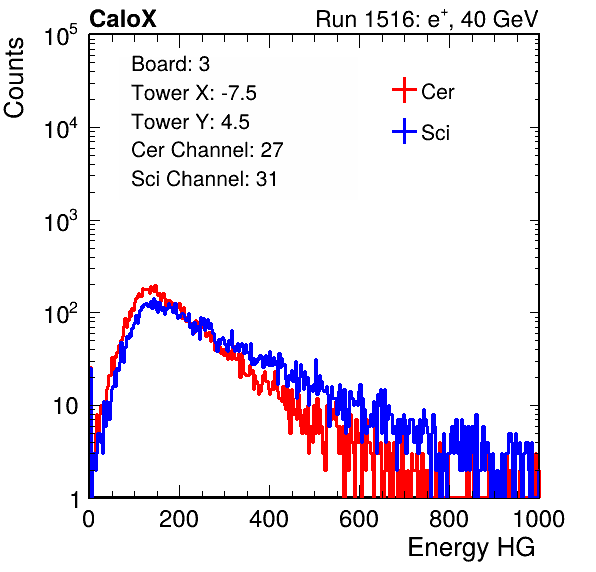 CaloX Run 1516: e⁺, 40 GeV
Counts
10⁵
10⁴
10³
10²
10
1
Board: 3
Tower X: -7.5
Tower Y: 4.5
Cer Channel: 27
Sci Channel: 31
Cer
Sci
0 200 400 600 800 1000
Energy HG